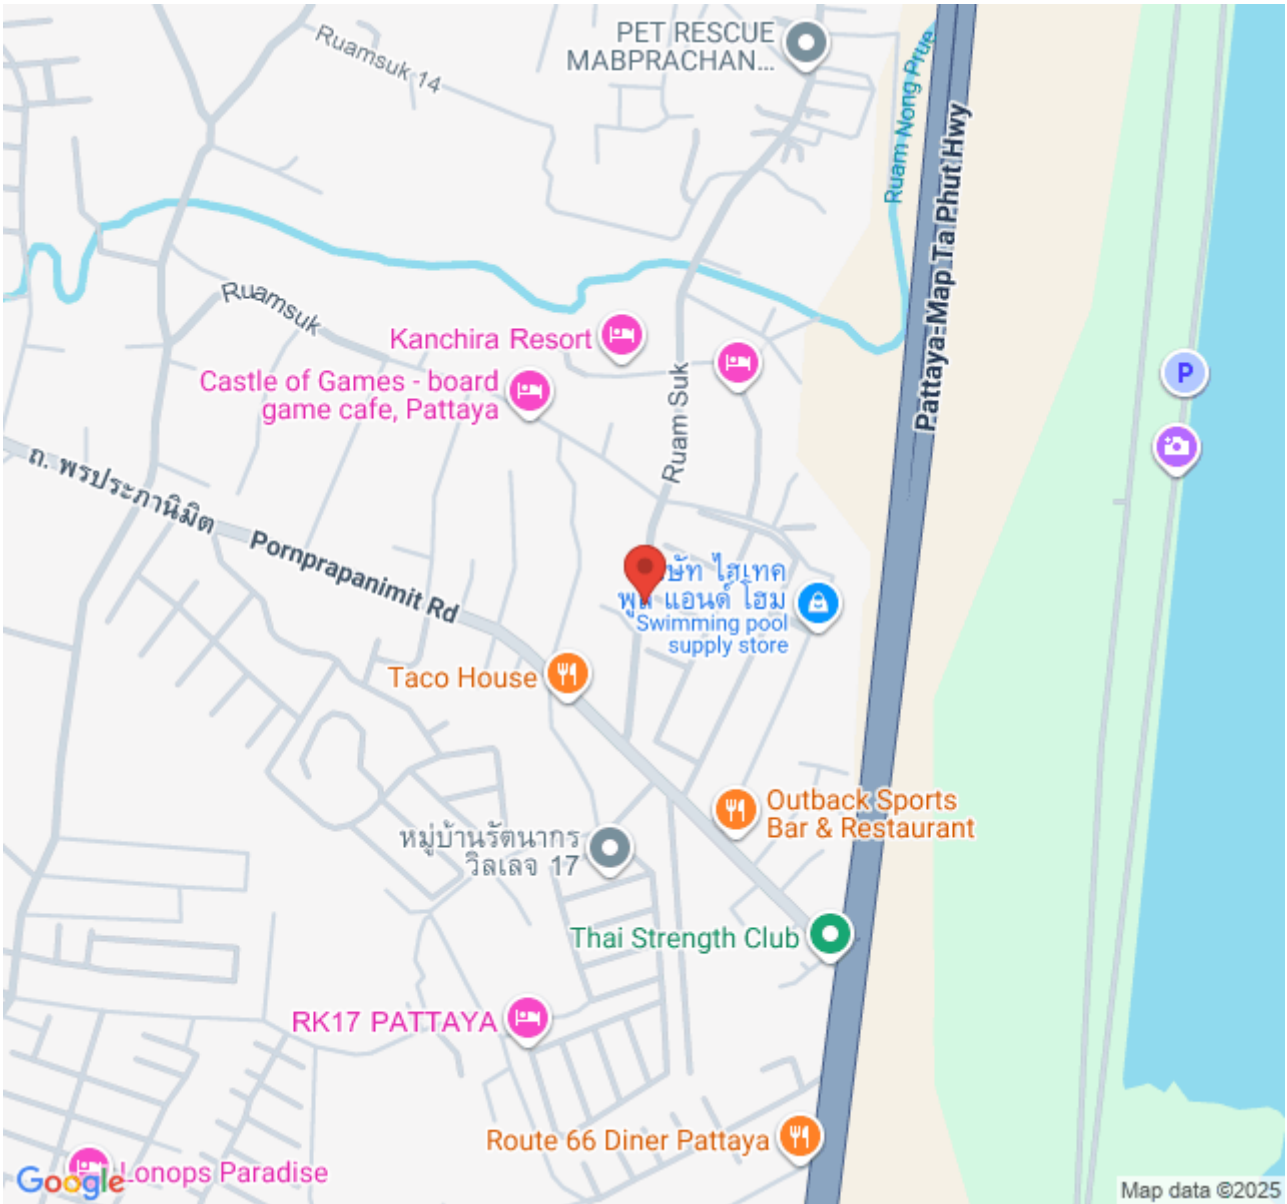 PET RESCUE
MABPRACHAN...
Ruamsuk 14
Ruam Nong Prue
Pattaya-Map Ta Phut Hwy
Ruamsuk
Kanchira Resort
Castle of Games - board
game cafe, Pattaya
Ruam Suk
P
ถ. พรประภานิมิต
Pornprapanimit Rd
ษัท ไฮเทค
แอนด์ โฮม
Swimming pool
supply store
Taco House
Outback Sports
Bar & Restaurant
หมู่บ้านรัตนากร
วิลเลจ 17
Thai Strength Club
RK17 PATTAYA
Route 66 Diner Pattaya
Lonops Paradise
Google
Map data ©2025